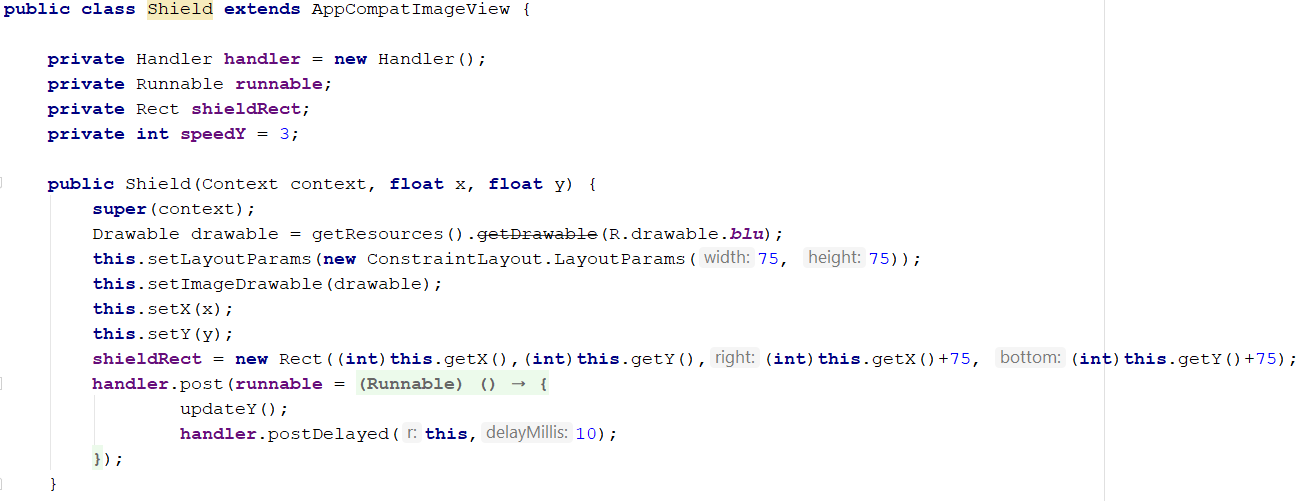 public class Shield extends AppCompatImageView {
private Handler handler = new Handler();
private Runnable runnable;
private Rect shieldRect;
private int speedY = 3;
public Shield(Context context, float x, float y) {
super(context);
Drawable drawable = getResources().getDrawable(R.drawable.blu);
this.setLayoutParams(new ConstraintLayout.LayoutParams( width: 75, height: 75));
this.setImageDrawable(drawable);
this.setX(x);
this.setY(y);
shieldRect = new Rect((int)this.getX(),(int)this.getY(), right: (int)this.getX()+75, bottom: (int)this.getY()+75);
handler.post(runnable = (Runnable) () → {
updateY();
handler.postDelayed( r: this, delayMillis: 10);
});
}